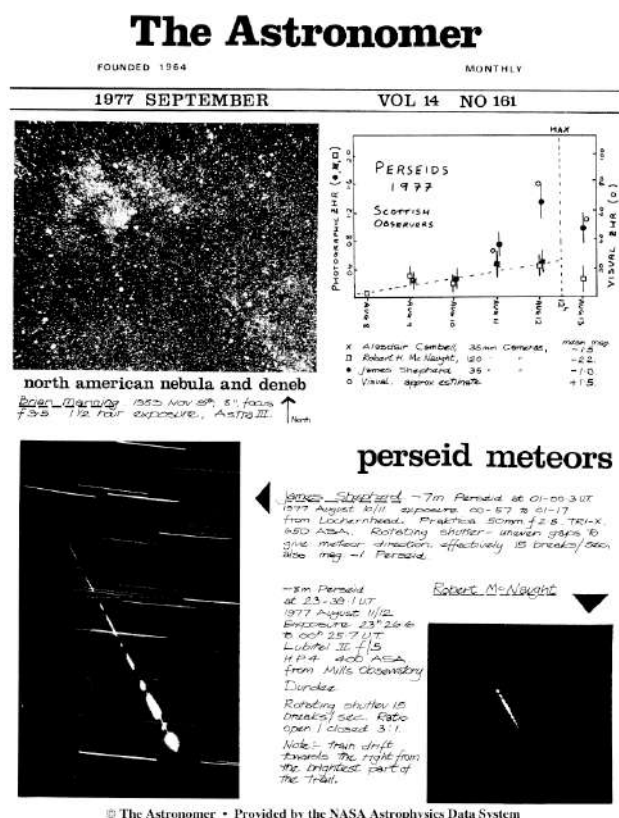 The Astronomer
FOUNDED 1964 MONTHLY
1977 SEPTEMBER VOL 14 NO 161
MAX
PERSEIDS
1977
SCOTTISH
OBSERVERS
PHOTOGRAPHIC ZHR
VISUAL ZHR (O)
AUG 8
AUG 9
AUG 10
AUG 11
AUG 12
AUG 13
mean mag
x Alasdair Cambell, 35mm Cameras, -1.5
□ Robert H. McNaught, 120 " " -2.2
● James Shepherd 35 " " -1.0
○ Visual. approx estimate +1.5
north american nebula and deneb
Brian Manning 1953 Nov 8th, 8", focus
f3.5 1 1/2 hour exposure, Astra III. North
perseid meteors
James Shepherd -7m Perseid at 01-00.3 UT
1977 August 10/11 exposure 00-57 to 01-17
from Lochernhead. Praktica 50mm f2.8. TRI-X.
650 ASA. Rotating shutter - uneven gaps to
give meteor direction, effectively 15 breaks/sec
also mag -1 Perseid
-8m Perseid
at 23-39.1 UT
1977 August 11/12
Exposure 23h 26.6
to 00h 25.7 UT
Lubitel II f4.5
HP4 400 ASA
from Mills Observatory
Dundee
Rotating shutter 15
breaks/sec. Ratio
open/closed 3:1.
Note:- Train drift
towards the right from
the brightest part of
the trail.
Robert McNaught
© The Astronomer • Provided by the NASA Astrophysics Data System